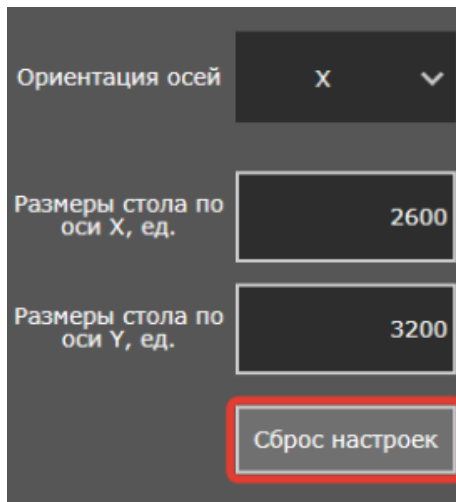 Ориентация осей
X
Размеры стола по
оси X, ед.
2600
Размеры стола по
оси Y, ед.
3200
Сброс настроек